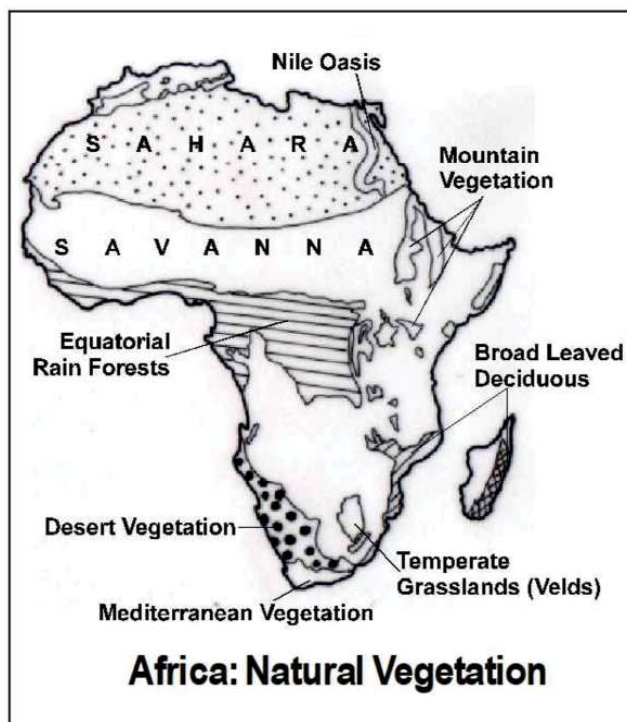 Nile Oasis
S A H A R A
Mountain
Vegetation
S A V A N N A
Equatorial
Rain Forests
Broad Leaved
Deciduous
Desert Vegetation
Temperate
Grasslands (Velds)
Mediterranean Vegetation
Africa: Natural Vegetation